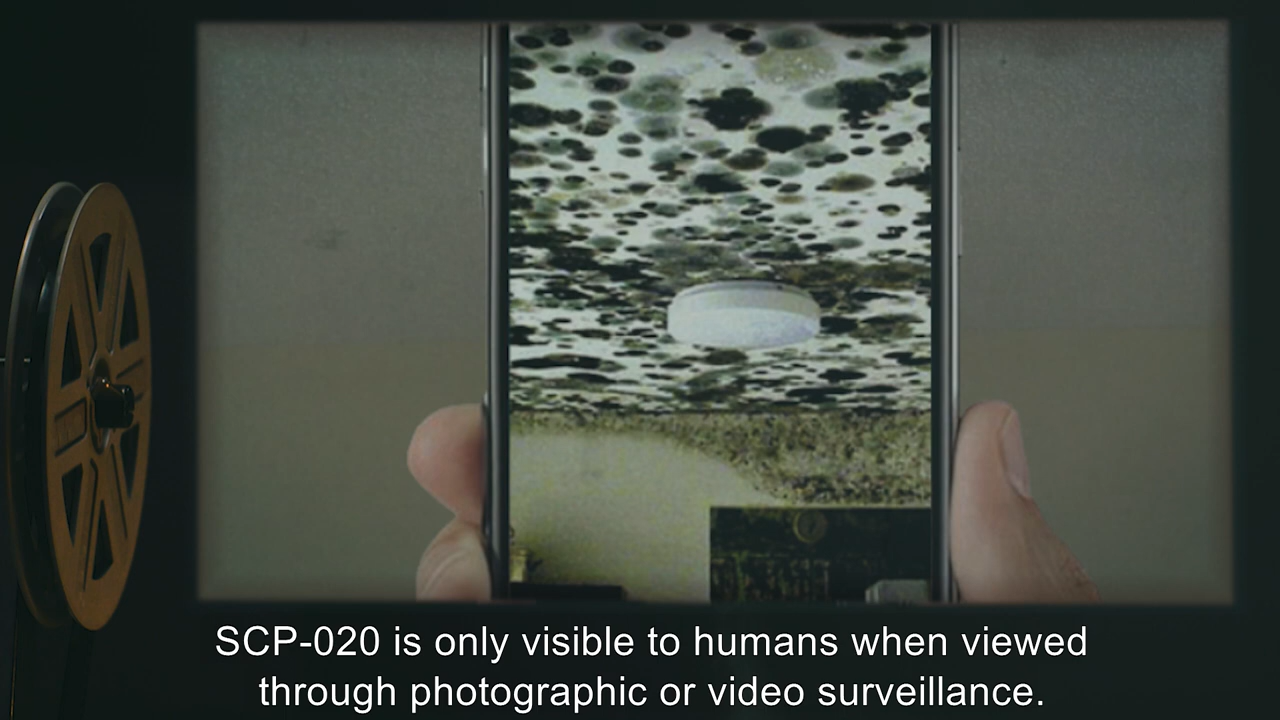 SCP-020 is only visible to humans when viewed
through photographic or video surveillance.